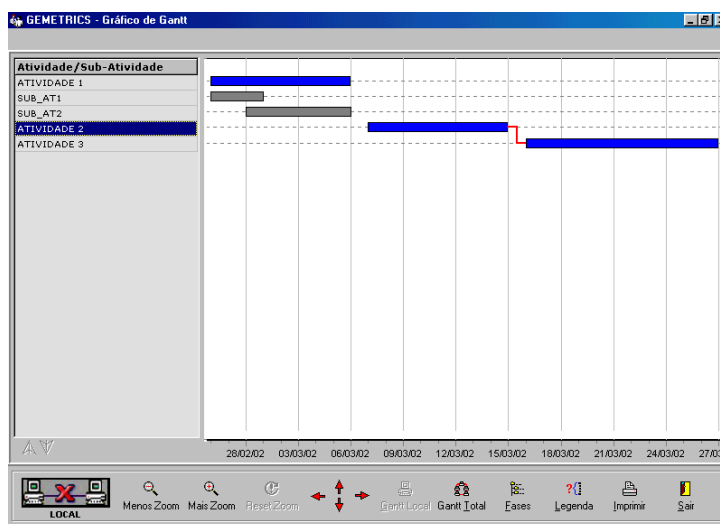 GEMETRICS - Gráfico de Gantt
Atividade/Sub-Atividade
ATIVIDADE 1
SUB_AT1
SUB_AT2
ATIVIDADE 2
ATIVIDADE 3
28/02/02 03/03/02 06/03/02 09/03/02 12/03/02 15/03/02 18/03/02 21/03/02 24/03/02 27/03
LOCAL Menos Zoom Mais Zoom Reset Zoom Gantt Local Gantt Total Fases Legenda Imprimir Sair